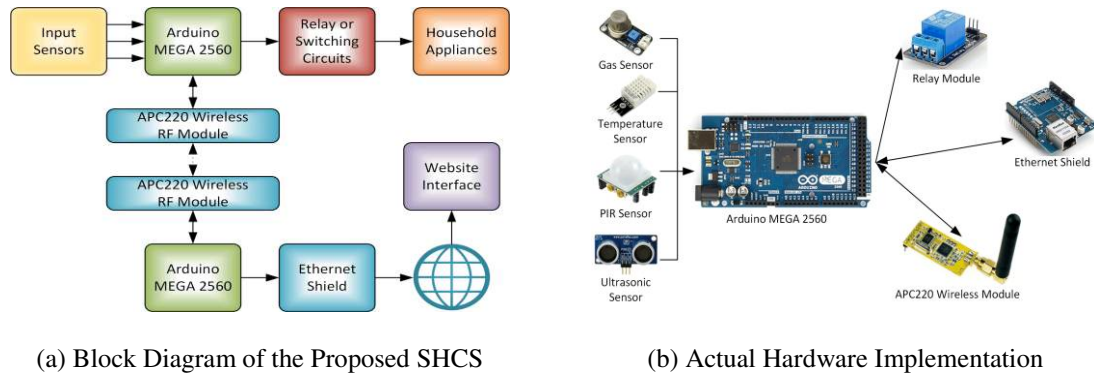 Input
Sensors
Arduino
MEGA 2560
Relay or
Switching
Circuits
Household
Appliances
APC220 Wireless
RF Module
APC220 Wireless
RF Module
Website
Interface
Arduino
MEGA 2560
Ethernet
Shield
(a) Block Diagram of the Proposed SHCS
Gas Sensor
Temperature
Sensor
PIR Sensor
Ultrasonic
Sensor
ARDUINO
MEGA
Arduino MEGA 2560
Relay Module
Ethernet Shield
APC220 Wireless Module
(b) Actual Hardware Implementation